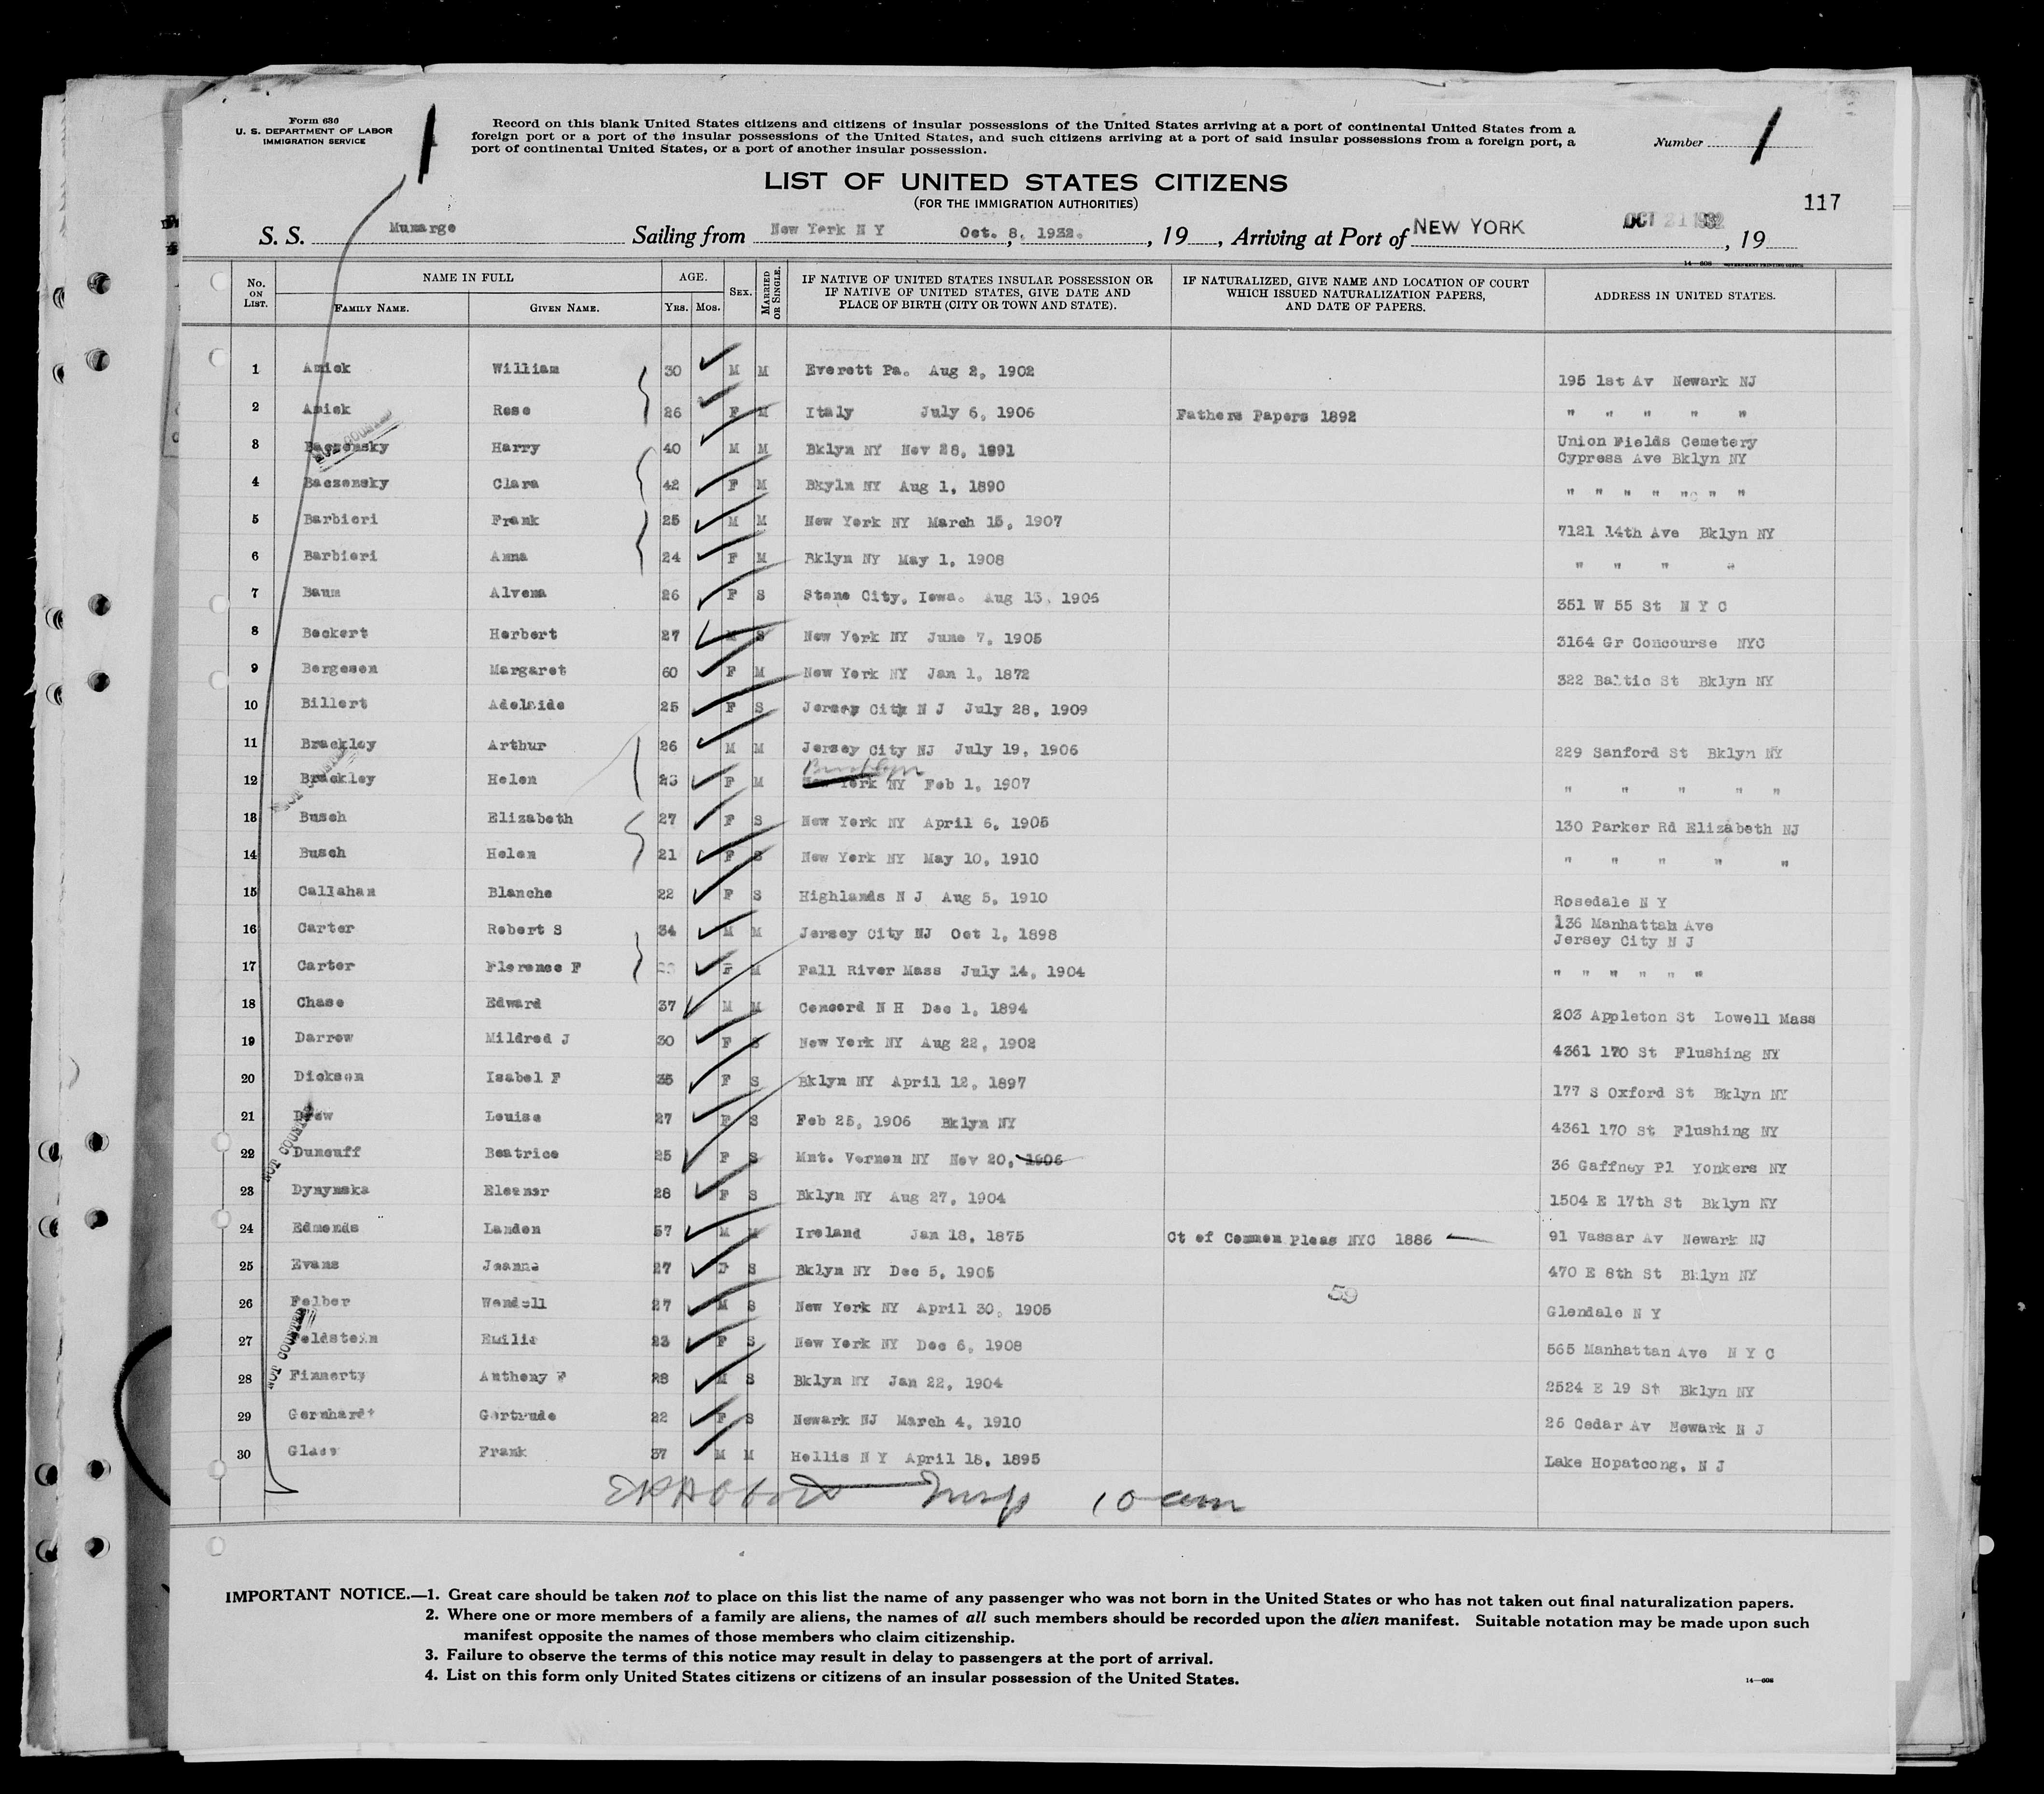 Form 630
U. S. DEPARTMENT OF LABOR
IMMIGRATION SERVICE
1
Record on this blank United States citizens and citizens of insular possessions of the United States arriving at a port of continental United States from a
foreign port or a port of the insular possessions of the United States, and such citizens arriving at a port of said insular possessions from a foreign port, a
port of continental United States, or a port of another insular possession.
Number 1
LIST OF UNITED STATES CITIZENS
(FOR THE IMMIGRATION AUTHORITIES)
117
S. S. Munargo Sailing from New York N Y Oct. 8, 1932. , 19 , Arriving at Port of NEW YORK OCT 21 1932 , 19
14—608 GOVERNMENT PRINTING OFFICE
No. ON LIST. NAME IN FULL FAMILY NAME. GIVEN NAME. AGE. YRS. MOS. SEX. MARRIED OR SINGLE. IF NATIVE OF UNITED STATES INSULAR POSSESSION OR IF NATIVE OF UNITED STATES, GIVE DATE AND PLACE OF BIRTH (CITY OR TOWN AND STATE). IF NATURALIZED, GIVE NAME AND LOCATION OF COURT WHICH ISSUED NATURALIZATION PAPERS, AND DATE OF PAPERS. ADDRESS IN UNITED STATES.
1 Amick William 30 M M Everett Pa. Aug 2, 1902 195 1st Av Newark NJ
2 Amick Rose 26 F M Italy July 6, 1906 Fathers Papers 1892 " " " " "
3 Baczensky Harry 40 M M Bklyn NY Nov 28, 1891 Union Fields Cemetery
Cypress Ave Bklyn NY
4 Baczensky Clara 42 F M Bkyln NY Aug 1, 1890 " " " " " " "
5 Barbieri Frank 25 M M New York NY March 15, 1907 7121 14th Ave Bklyn NY
6 Barbieri Anna 24 F M Bklyn NY May 1, 1908 " " " "
7 Baum Alvena 26 F S Stone City, Iowa. Aug 15, 1906 351 W 55 St N Y C
8 Beckert Herbert 27 M S New York NY June 7, 1905 3164 Gr Concourse NYC
9 Bergesen Margaret 60 F M New York NY Jan 1, 1872 322 Baltic St Bklyn NY
10 Billert Adelaide 25 F S Jersey City N J July 28, 1909
11 Brackley Arthur 26 M M Jersey City NJ July 19, 1906 229 Sanford St Bklyn NY
Brooklyn
12 Brackley Helen F M New York NY Feb 1, 1907 " " " " "
13 Busch Elizabeth 27 F S New York NY April 6, 1905 130 Parker Rd Elizabeth NJ
14 Busch Helen 21 F S New York NY May 10, 1910 " " " " "
15 Callahan Blanche 22 F S Highlands N J Aug 5, 1910 Rosedale N Y
16 Carter Robert S 34 M M Jersey City NJ Oct 1, 1898 136 Manhattan Ave
Jersey City N J
17 Carter Florence F F M Fall River Mass July 14, 1904 " " " " " "
18 Chase Edward 37 M M Concord N H Dec 1, 1894 203 Appleton St Lowell Mass
19 Darrow Mildred J 30 F S New York NY Aug 22, 1902 4361 170 St Flushing NY
20 Dickson Isabel F 35 F S Bklyn NY April 12, 1897 177 S Oxford St Bklyn NY
21 Drew Louise 27 F S Feb 25, 1906 Bklyn NY 4361 170 St Flushing NY
22 Duncuff Beatrice 25 F S Mnt. Vernon NY Nov 20, 1906 36 Gaffney Pl Yonkers NY
23 Dynymska Eleanor 28 F S Bklyn NY Aug 27, 1904 1504 E 17th St Bklyn NY
24 Edmonds Landon 57 M M Ireland Jan 18, 1875 Ct of Common Pleas NYC 1886 91 Vassar Av Newark NJ
25 Evans Jeanne 27 F S Bklyn NY Dec 5, 1905 470 E 8th St Bklyn NY
26 Felber Wendell 27 M S New York NY April 30, 1905 59 Glendale N Y
27 Feldstein Emilie 23 F S New York NY Dec 6, 1908 565 Manhattan Ave N Y C
28 Finnerty Anthony F 28 M S Bklyn NY Jan 22, 1904 2524 E 19 St Bklyn NY
29 Gernhardt Gertrude 22 F S Newark NJ March 4, 1910 26 Cedar Av Newark N J
30 Glass Frank 37 M M Hollis N Y April 18, 1895 Lake Hopatcong, N J
NOT COUNTED
NOT COUNTED
NOT COUNTED
NOT COUNTED
Insp 10 am
IMPORTANT NOTICE.—1. Great care should be taken not to place on this list the name of any passenger who was not born in the United States or who has not taken out final naturalization papers.
2. Where one or more members of a family are aliens, the names of all such members should be recorded upon the alien manifest. Suitable notation may be made upon such
manifest opposite the names of those members who claim citizenship.
3. Failure to observe the terms of this notice may result in delay to passengers at the port of arrival.
4. List on this form only United States citizens or citizens of an insular possession of the United States.
14—608